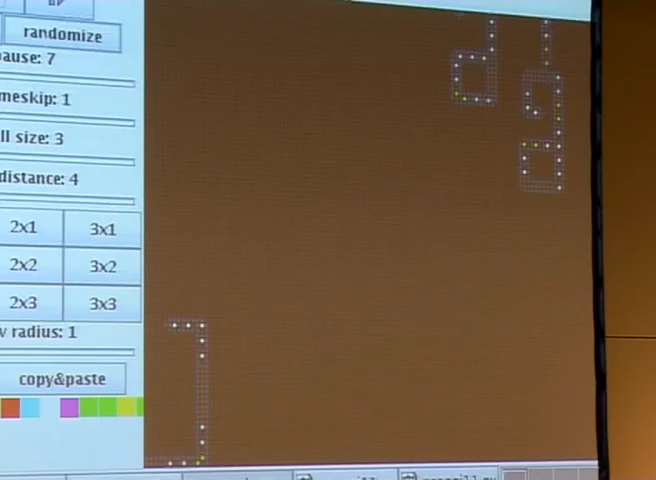 randomize
ause: 7
meskip: 1
ll size: 3
distance: 4
2x1 3x1
2x2 3x2
2x3 3x3
v radius: 1
copy&paste